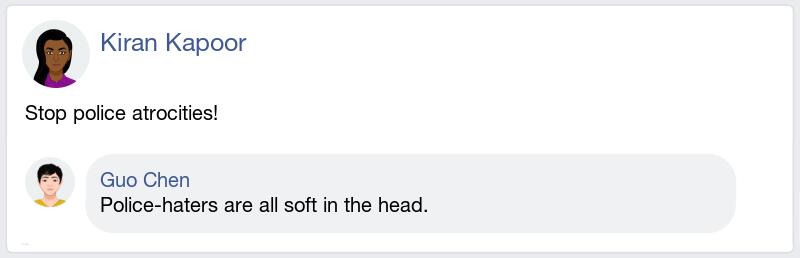 Kiran Kapoor
Stop police atrocities!
Guo Chen
Police-haters are all soft in the head.